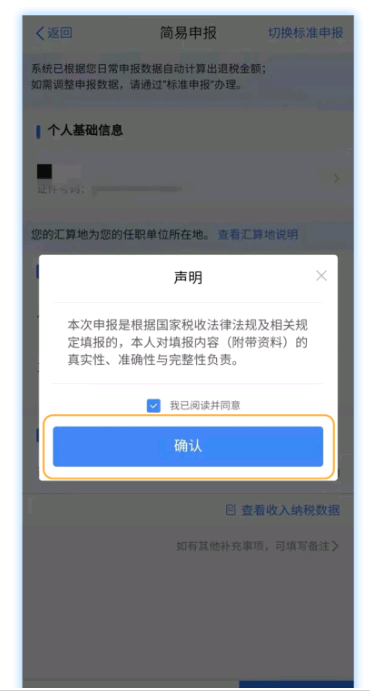 返回 简易申报 切换标准申报
系统已根据您日常申报数据自动计算出退税金额；
如需调整申报数据，请通过“标准申报”办理。
个人基础信息
证件号码：
您的汇算地为您的任职单位所在地。 查看汇算地说明
声明
本次申报是根据国家税收法律法规及相关规
定填报的，本人对填报内容（附带资料）的
真实性、准确性与完整性负责。
我已阅读并同意
确认
查看收入纳税数据
如有其他补充事项，可填写备注